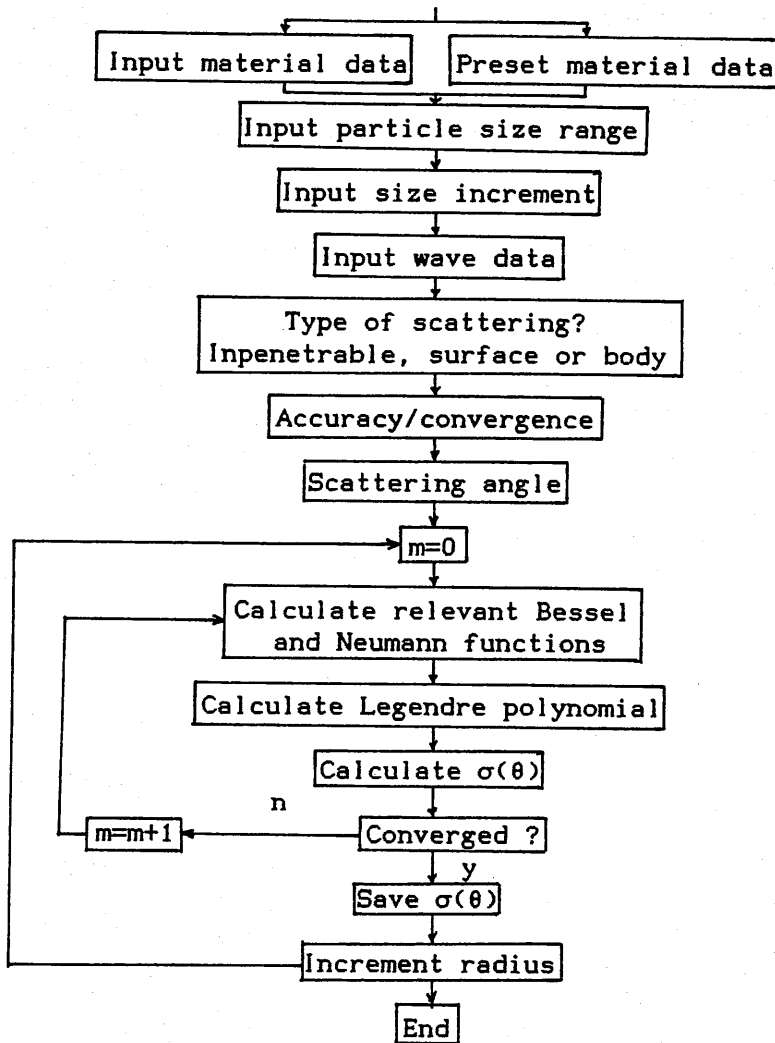 Input material data
Preset material data
Input particle size range
Input size increment
Input wave data
Type of scattering?
Inpenetrable, surface or body
Accuracy/convergence
Scattering angle
m=0
Calculate relevant Bessel
and Neumann functions
Calculate Legendre polynomial
Calculate σ(θ)
n
m=m+1
Converged ?
y
Save σ(θ)
Increment radius
End